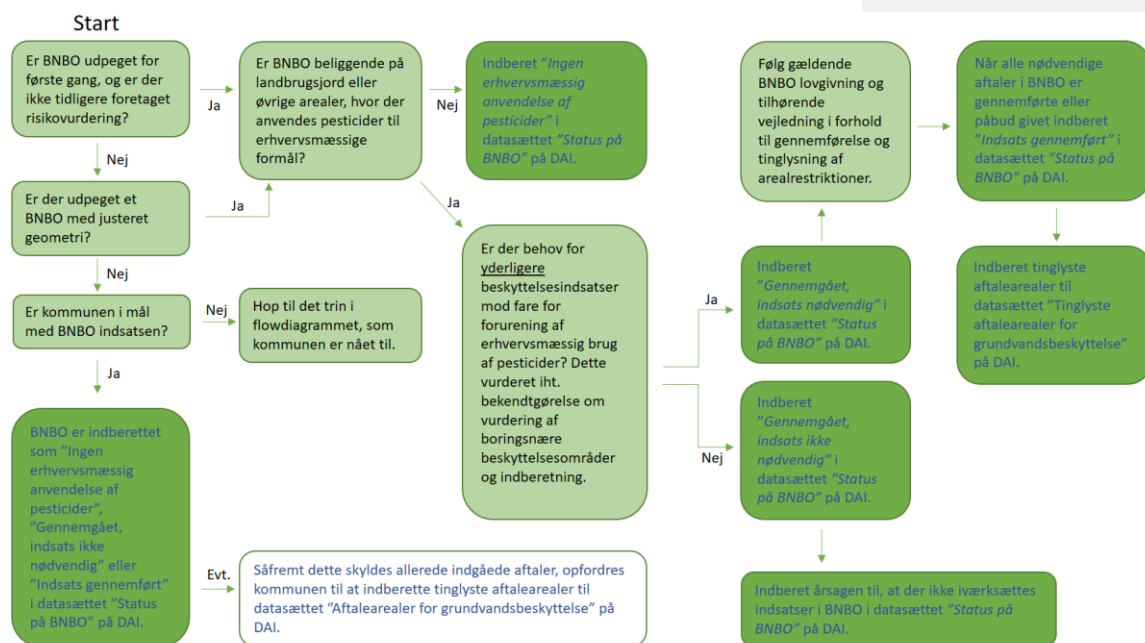 Start
Er BNBO udpeget for
første gang, og er der
ikke tidligere foretaget
risikovurdering?
Ja
Er BNBO beliggende på
landbrugsjord eller
øvrige arealer, hvor der
anvendes pesticider til
erhvervsmæssige
formål?
Nej
Indberet "Ingen
erhvervsmæssig
anvendelse af
pesticider" i
datasættet "Status på
BNBO" på DAI.
Nej
Er der udpeget et
BNBO med justeret
geometri?
Ja
Nej
Er kommunen i mål
med BNBO indsatsen?
Nej
Hop til det trin i
flowdiagrammet, som
kommunen er nået til.
Ja
BNBO er indberettet
som "Ingen
erhvervsmæssig
anvendelse af
pesticider",
"Gennemgået,
indsats ikke
nødvendig" eller
"Indsats gennemført"
i datasættet "Status
på BNBO" på DAI.
Evt.
Såfremt dette skyldes allerede indgåede aftaler, opfordres
kommunen til at indberette tinglyste aftalearealer til
datasættet "Aftalearealer for grundvandsbeskyttelse" på
DAI.
Ja
Er der behov for
yderligere
beskyttelsesindsatser
mod fare for
forurening af
erhvervsmæssig brug
af pesticider? Dette
vurderet iht.
bekendtgørelse om
vurdering af
boringsnære
beskyttelsesområder
og indberetning.
Ja
Indberet
"Gennemgået,
indsats nødvendig" i
datasættet "Status
på BNBO" på DAI.
Følg gældende
BNBO lovgivning og
tilhørende
vejledning i forhold
til gennemførelse og
tinglysning af
arealrestriktioner.
Når alle nødvendige
aftaler i BNBO er
gennemførte eller
påbud givet indberet
"Indsats gennemført" i
datasættet "Status på
BNBO" på DAI.
Indberet tinglyste
aftalearealer til
datasættet "Tinglyste
aftalearealer for
grundvandsbeskyttelse"
på DAI.
Nej
Indberet
"Gennemgået,
indsats ikke
nødvendig" i
datasættet "Status
på BNBO" på DAI.
Indberet årsagen til, at der ikke iværksættes
indsatser i BNBO i datasættet "Status på
BNBO" på DAI.